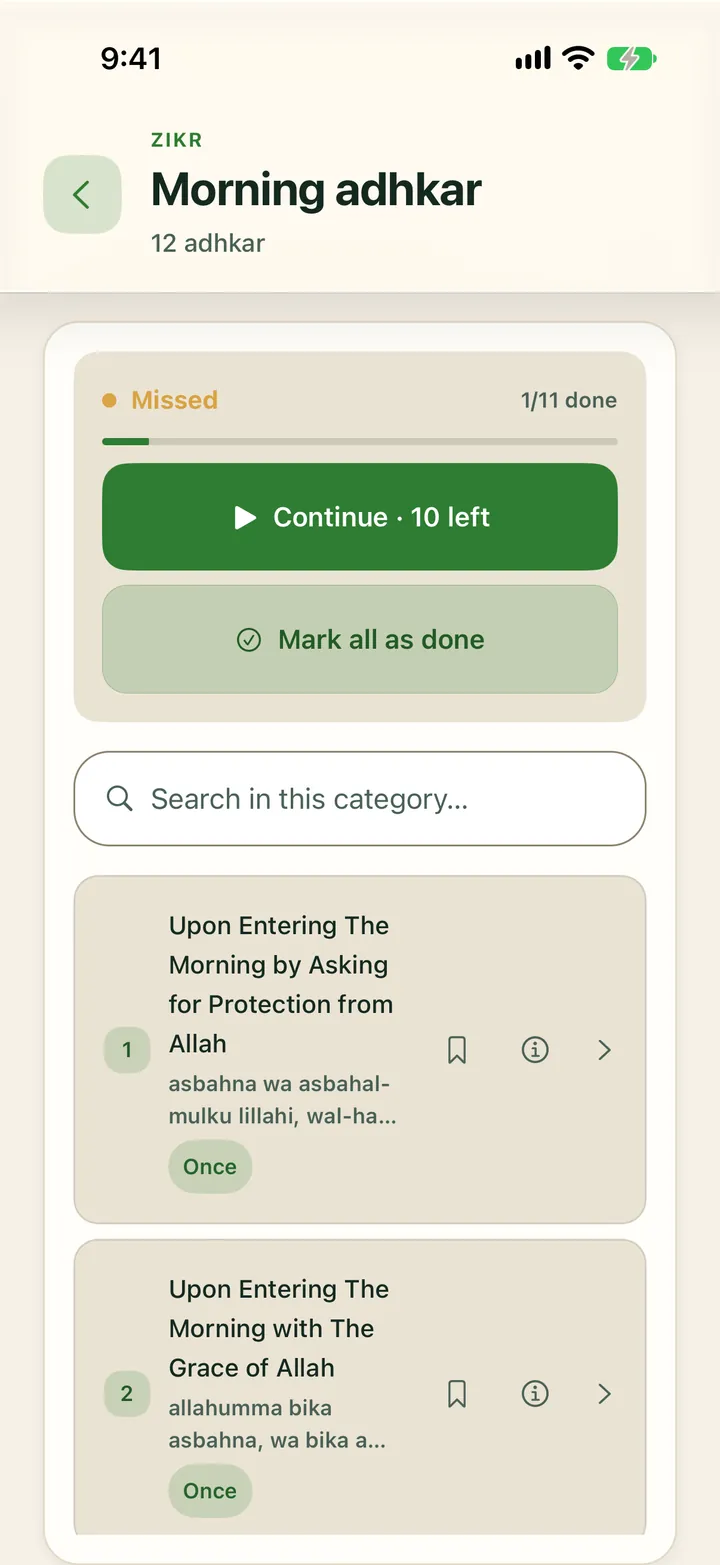 9:41
ZIKR
Morning adhkar
12 adhkar
Missed
1/11 done
Continue · 10 left
Mark all as done
Search in this category...
1
Upon Entering The
Morning by Asking
for Protection from
Allah
asbahna wa asbahal-
mulku lillahi, wal-ha...
Once
2
Upon Entering The
Morning with The
Grace of Allah
allahumma bika
asbahna, wa bika a...
Once